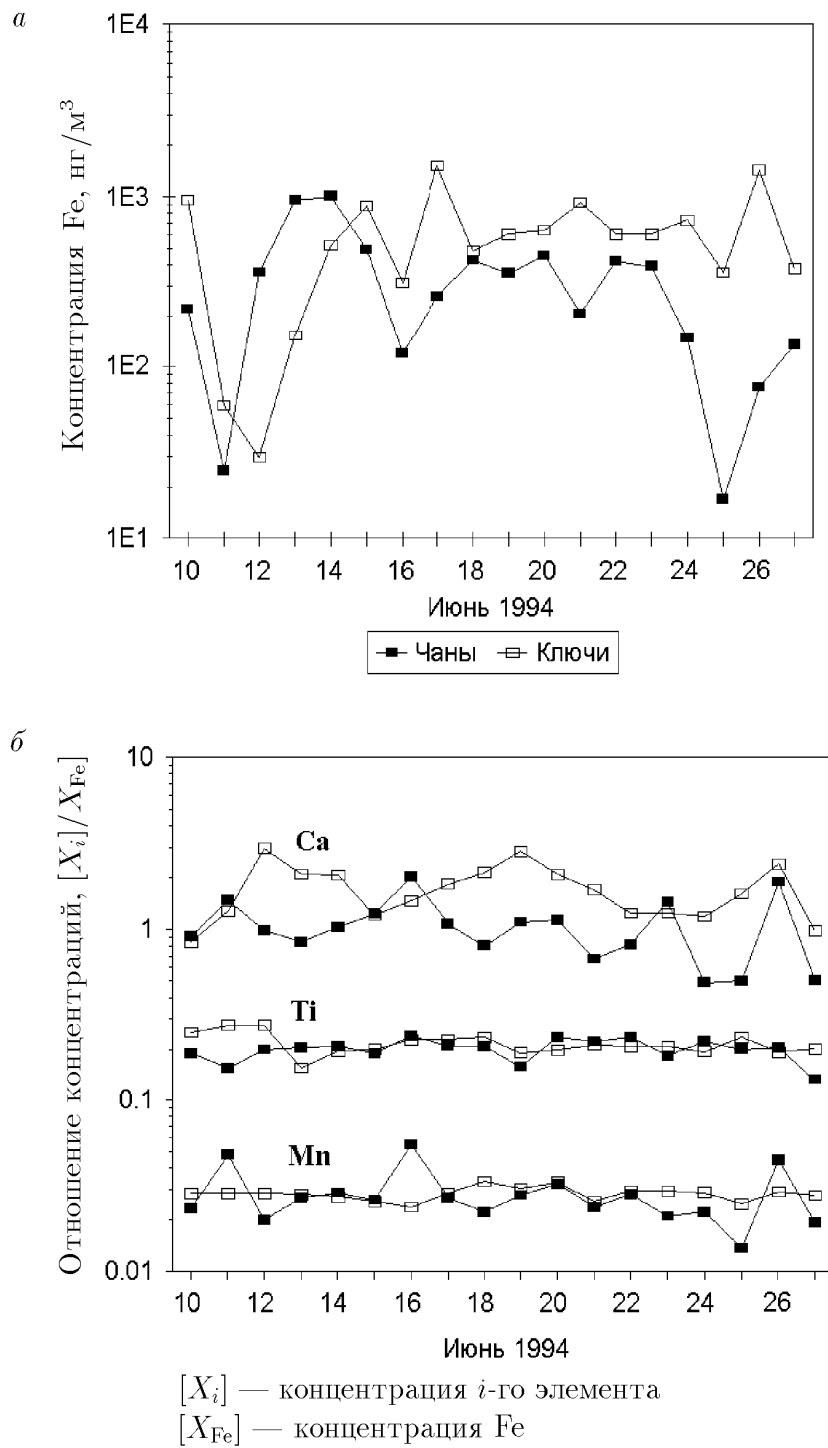 а
Концентрация Fe, нг/м³
1E4
1E3
1E2
1E1
10 12 14 16 18 20 22 24 26
Июнь 1994
Чаны Ключи
б
Отношение концентраций, [Xi]/XFe]
10
1
0.1
0.01
Ca
Ti
Mn
10 12 14 16 18 20 22 24 26
Июнь 1994
[Xi] — концентрация i-го элемента
[XFe] — концентрация Fe